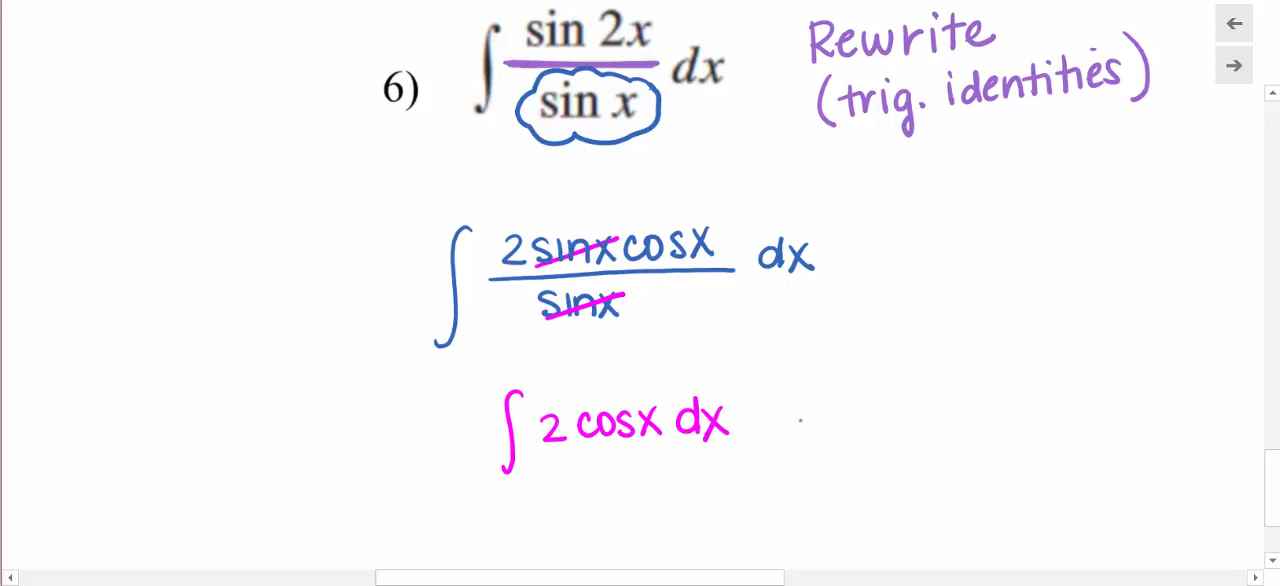 6) ∫ sin 2x / sin x dx
Rewrite
(trig. identities)
∫ 2sinxcosx / sinx dx
∫ 2cosx dx